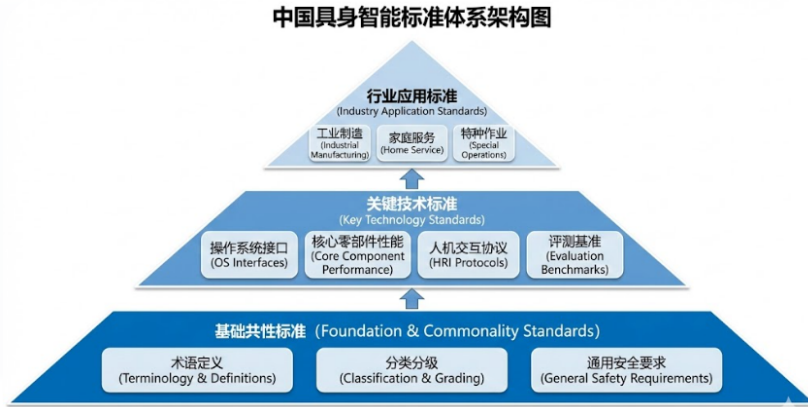 中国具身智能标准体系架构图
行业应用标准
(Industry Application Standards)
工业制造
(Industrial
Manufacturing)
家庭服务
(Home Service)
特种作业
(Special
Operations)
关键技术标准
(Key Technology Standards)
操作系统接口
(OS Interfaces)
核心零部件性能
(Core Component
Performance)
人机交互协议
(HRI Protocols)
评测基准
(Evaluation
Benchmarks)
基础共性标准（Foundation & Commonality Standards）
术语定义
(Terminology & Definitions)
分类分级
(Classification & Grading)
通用安全要求
(General Safety Requirements)